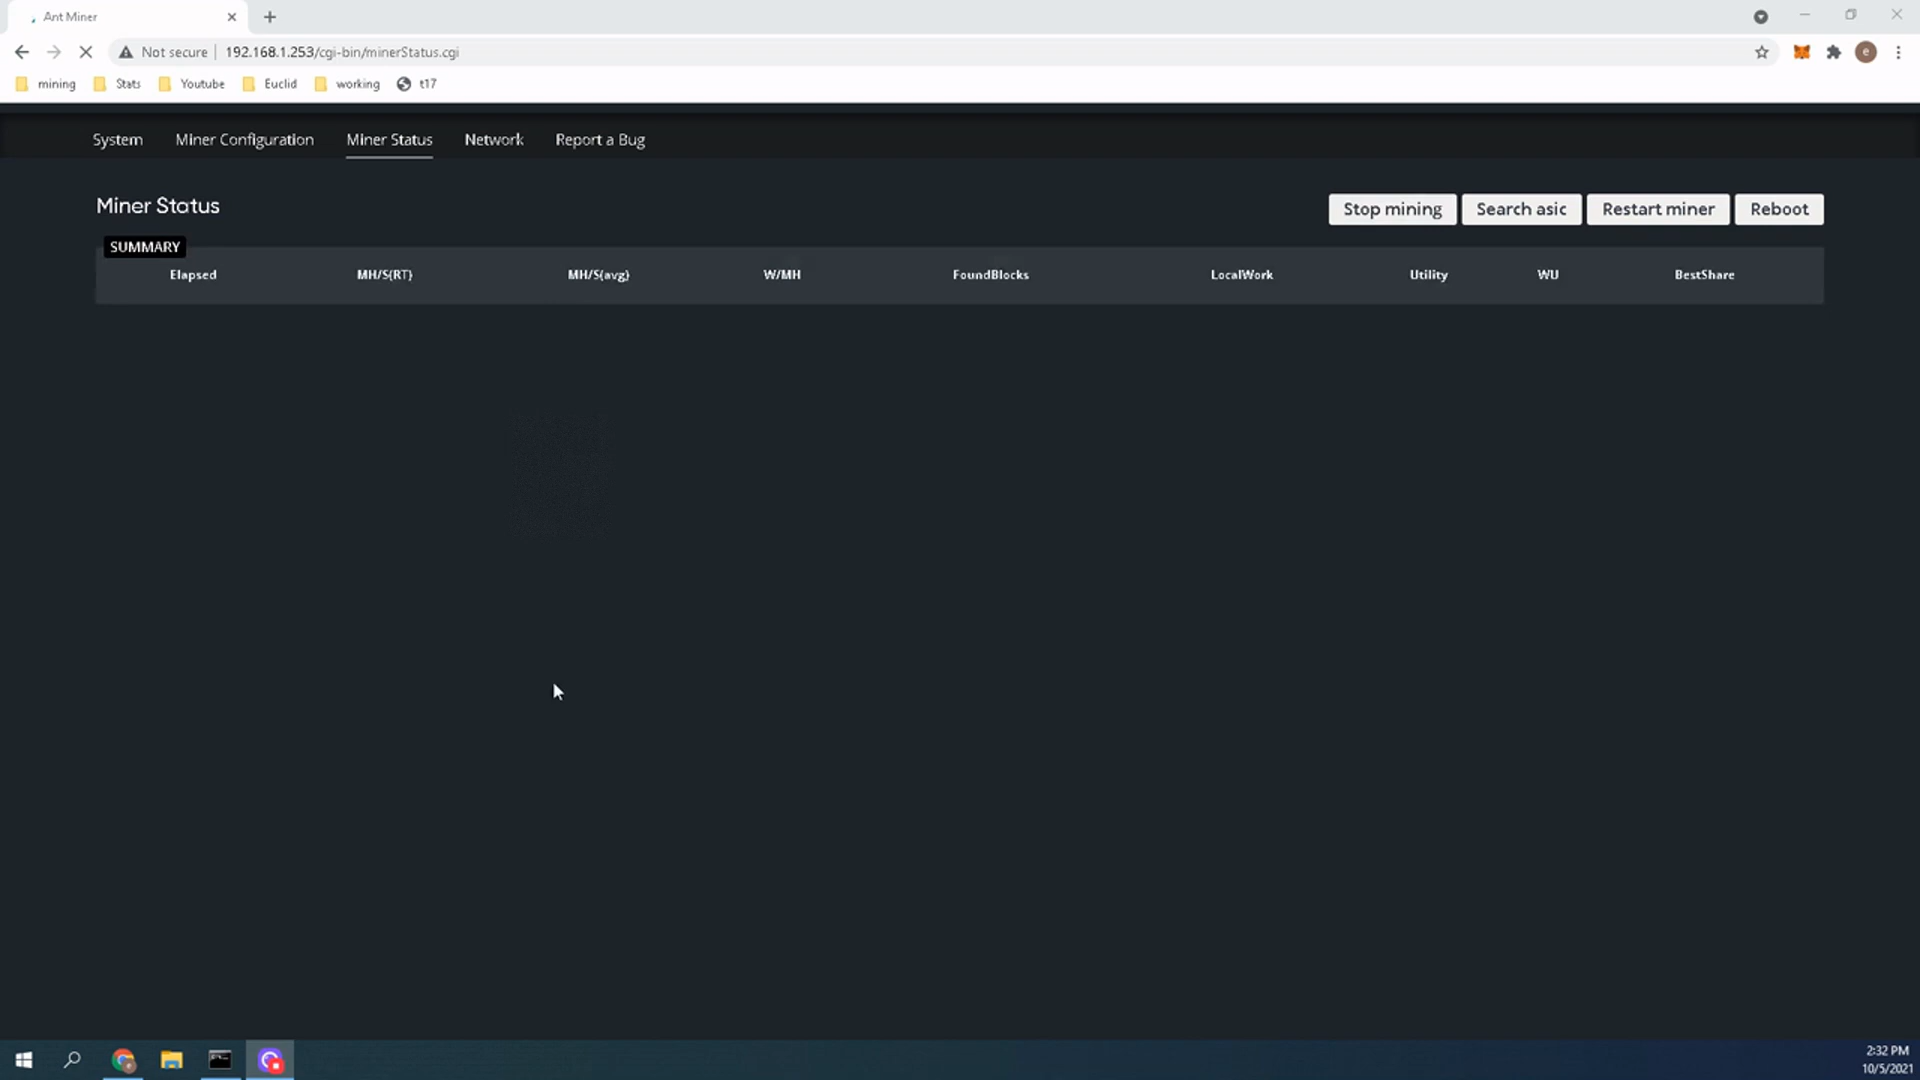 Ant Miner
Not secure 192.168.1.253/cgi-bin/minerStatus.cgi
e
mining Stats Youtube Euclid working t17
System Miner Configuration Miner Status Network Report a Bug
Miner Status
Stop mining Search asic Restart miner Reboot
SUMMARY
Elapsed MH/S(RT) MH/S(avg) W/MH FoundBlocks LocalWork Utility WU BestShare
2:32 PM
10/5/2021